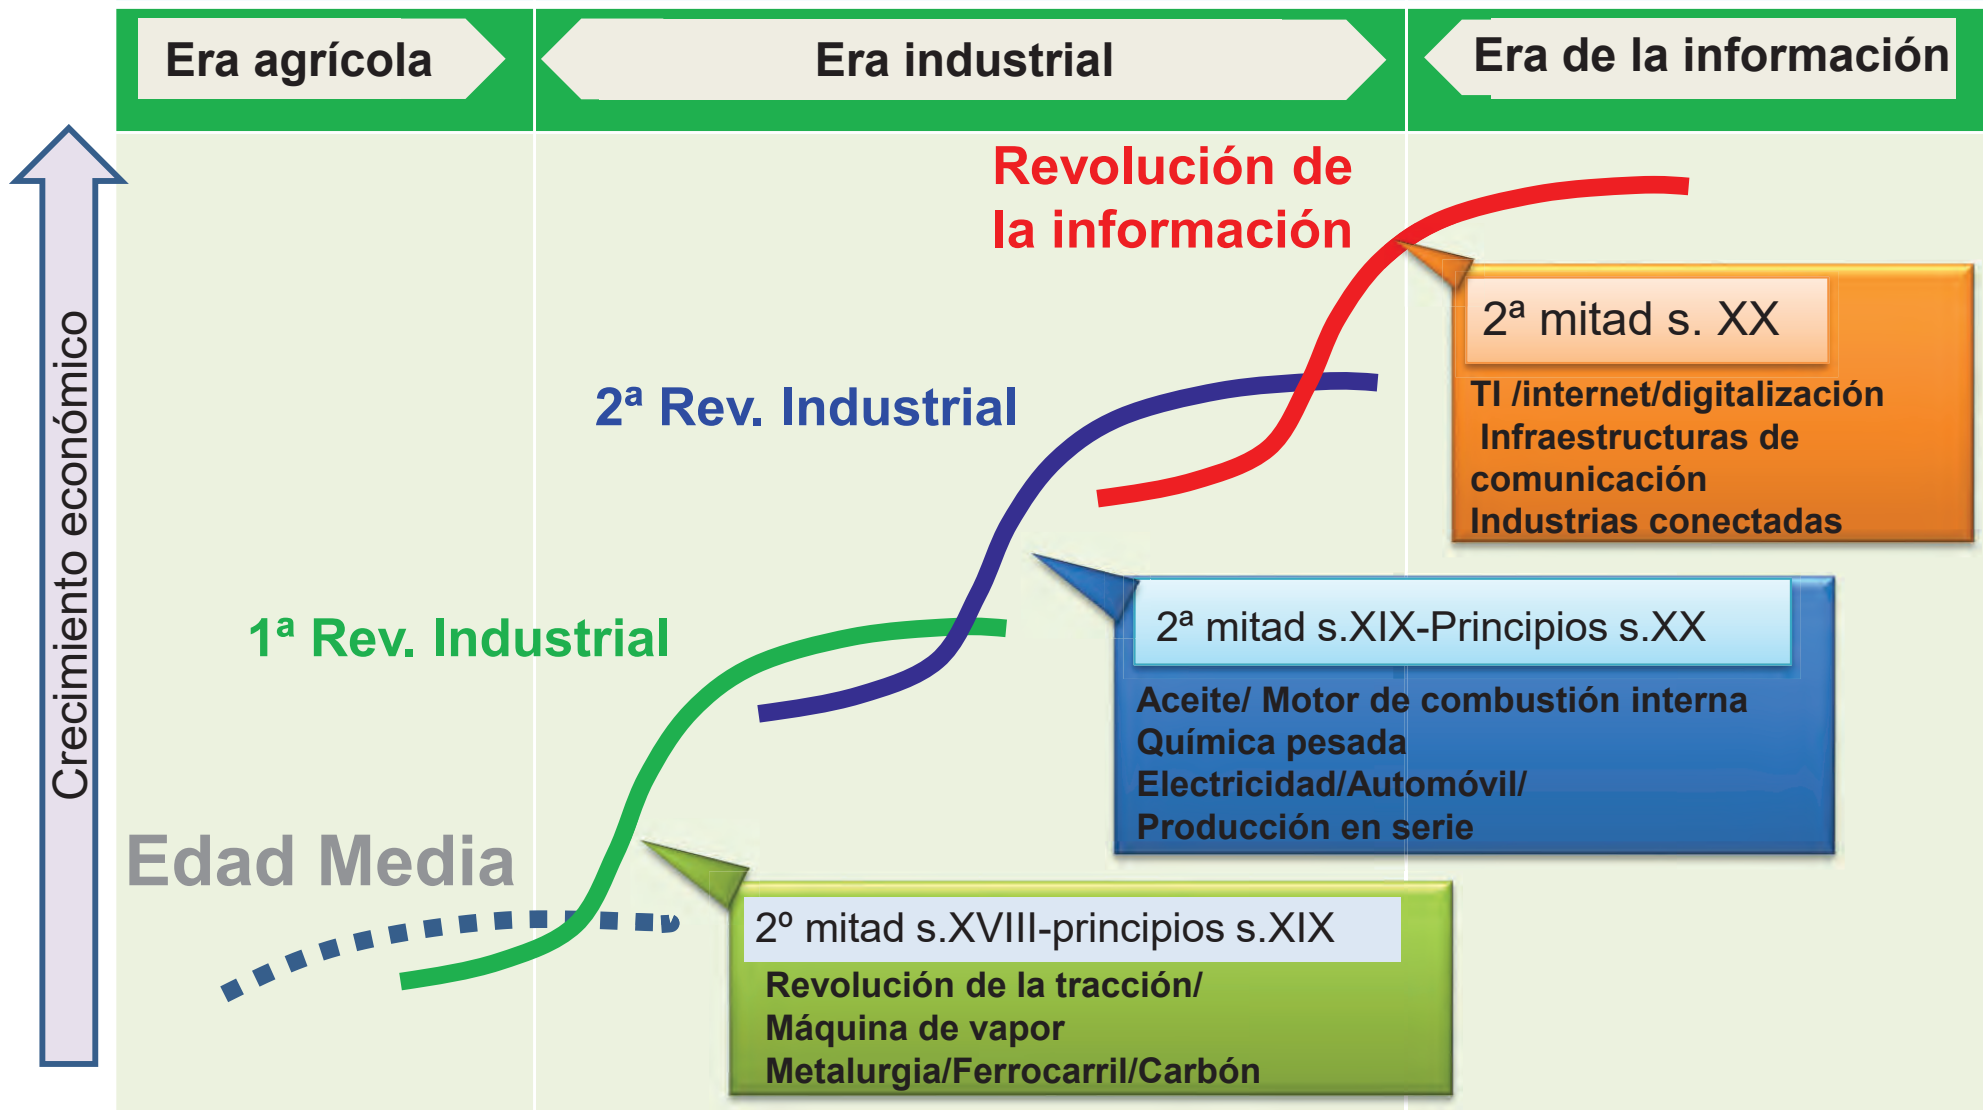 Era agrícola
Era industrial
Era de la información
Crecimiento económico
Revolución de
la información
2ª mitad s. XX
TI /internet/digitalización
Infraestructuras de
comunicación
Industrias conectadas
2ª Rev. Industrial
2ª mitad s.XIX-Principios s.XX
Aceite/ Motor de combustión interna
Química pesada
Electricidad/Automóvil/
Producción en serie
1ª Rev. Industrial
Edad Media
2º mitad s.XVIII-principios s.XIX
Revolución de la tracción/
Máquina de vapor
Metalurgia/Ferrocarril/Carbón